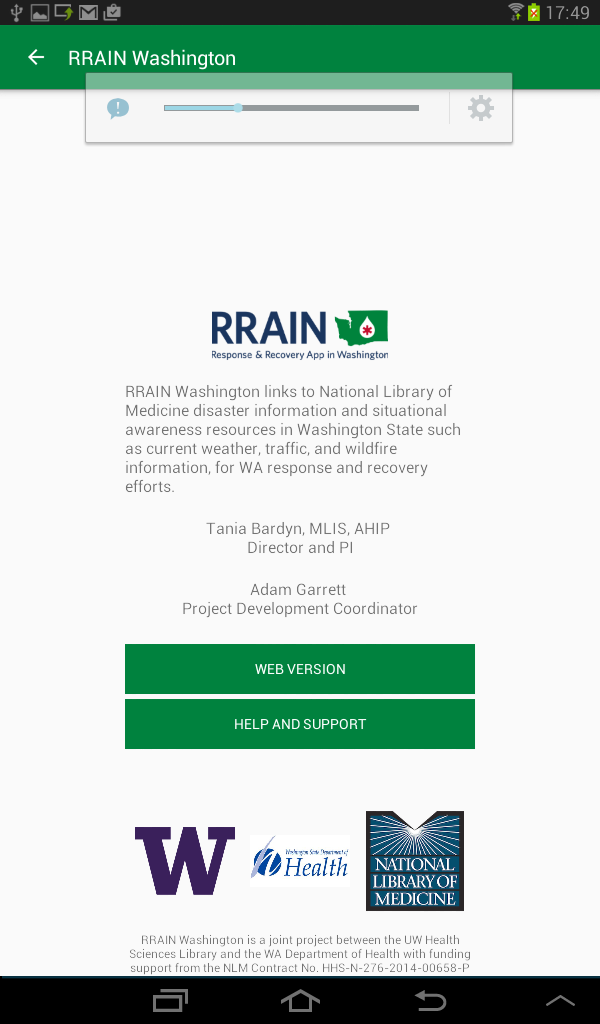 17:49
RRAIN Washington
RRAIN
Response & Recovery App in Washington
RRAIN Washington links to National Library of
Medicine disaster information and situational
awareness resources in Washington State such
as current weather, traffic, and wildfire
information, for WA response and recovery
efforts.
Tania Bardyn, MLIS, AHIP
Director and PI
Adam Garrett
Project Development Coordinator
WEB VERSION
HELP AND SUPPORT
W
Washington State Department of
Health
NATIONAL
LIBRARY OF
MEDICINE
RRAIN Washington is a joint project between the UW Health
Sciences Library and the WA Department of Health with funding
support from the NLM Contract No. HHS-N-276-2014-00658-P